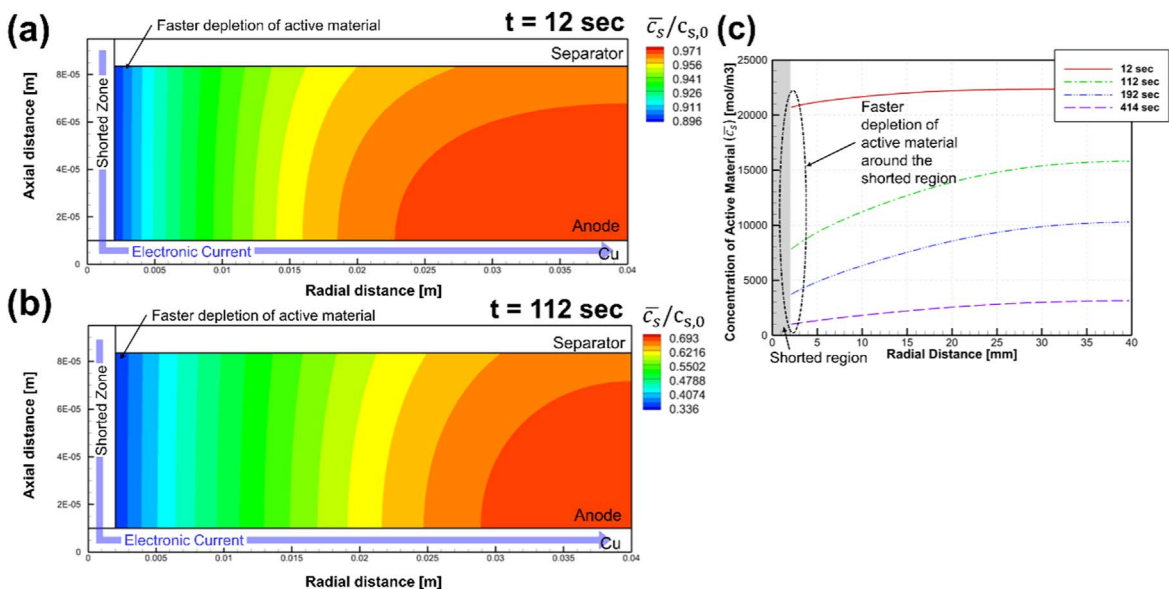 (a)
Faster depletion of active material
t = 12 sec
c̅s/cs,0
Separator
0.971
0.956
0.941
0.926
0.911
0.896
Axial distance [m]
8E-05
6E-05
4E-05
2E-05
0
Shorted Zone
Anode
Electronic Current
Cu
0
0.005
0.01
0.015
0.02
0.025
0.03
0.035
0.04
Radial distance [m]
(b)
Faster depletion of active material
t = 112 sec
c̅s/cs,0
Separator
0.693
0.6216
0.5502
0.4788
0.4074
0.336
Axial distance [m]
8E-05
6E-05
4E-05
2E-05
0
Shorted Zone
Anode
Electronic Current
Cu
0
0.005
0.01
0.015
0.02
0.025
0.03
0.035
0.04
Radial distance [m]
(c)
12 sec
112 sec
192 sec
414 sec
Concentration of Active Material (c̅s) [mol/m3]
25000
20000
15000
10000
5000
0
Faster
depletion of
active material
around the
shorted region
0
5
10
15
20
25
30
35
40
Shorted region
Radial Distance [mm]